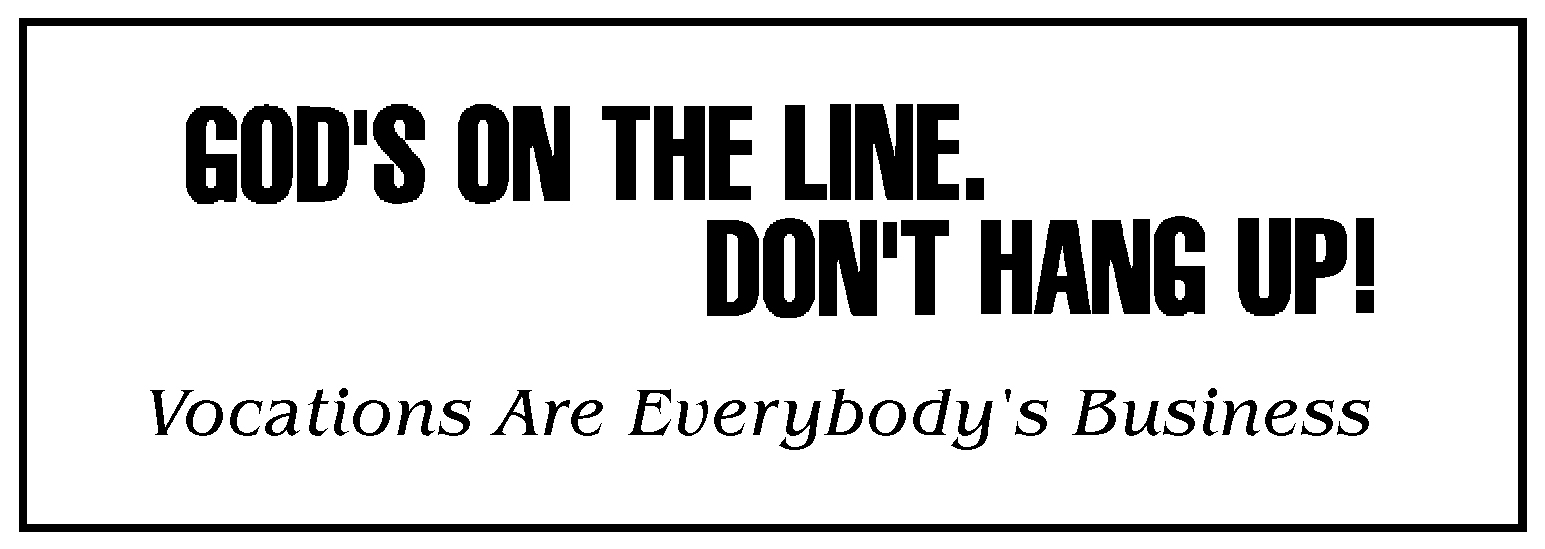 GOD'S ON THE LINE.
DON'T HANG UP!
Vocations Are Everybody's Business